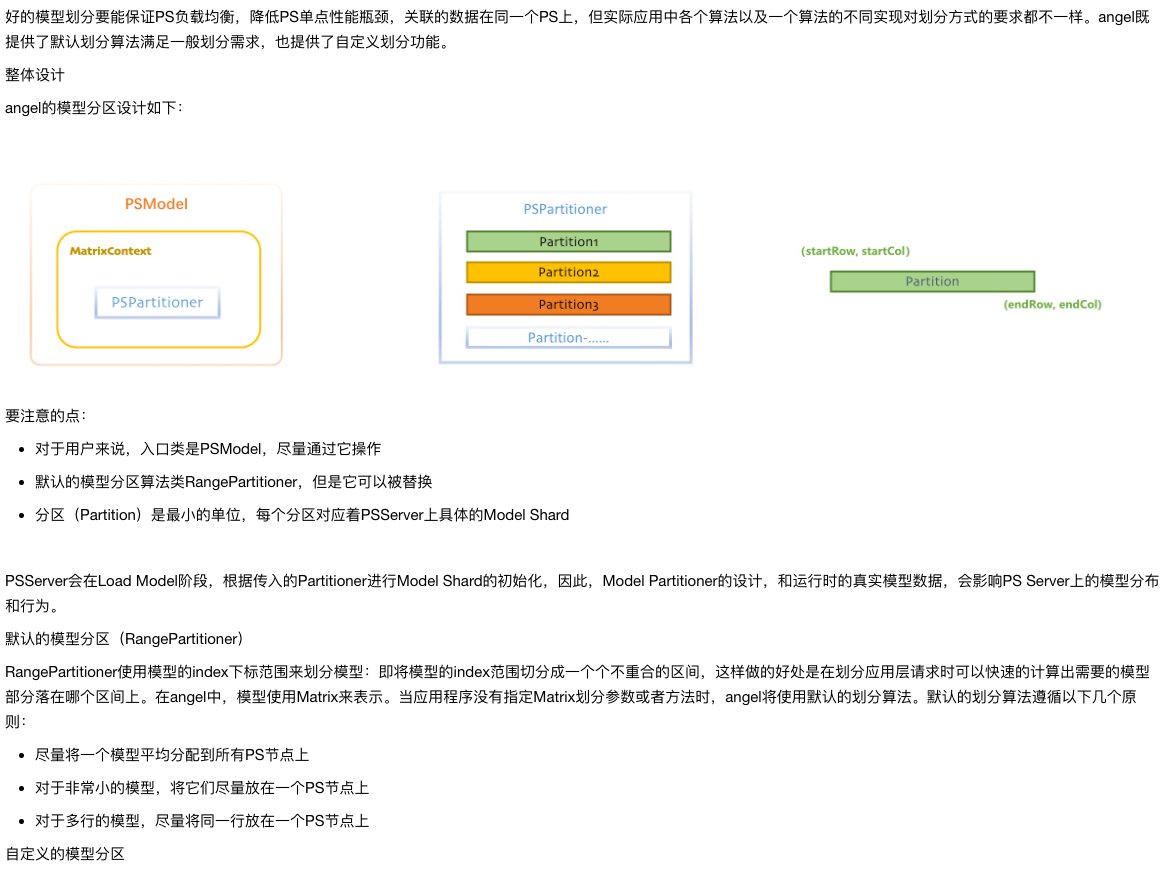 好的模型划分要能保证PS负载均衡，降低PS单点性能瓶颈，关联的数据在同一个PS上，但实际应用中各个算法以及一个算法的不同实现对划分方式的要求都不一样。angel既
提供了默认划分算法满足一般划分需求，也提供了自定义划分功能。
整体设计
angel的模型分区设计如下：
PSModel
MatrixContext
PSPartitioner
PSPartitioner
Partition1
Partition2
Partition3
Partition-......
(startRow, startCol)
Partition
(endRow, endCol)
要注意的点：
• 对于用户来说，入口类是PSModel，尽量通过它操作
• 默认的模型分区算法类RangePartitioner，但是它可以被替换
• 分区（Partition）是最小的单位，每个分区对应着PSServer上具体的Model Shard
PSServer会在Load Model阶段，根据传入的Partitioner进行Model Shard的初始化，因此，Model Partitioner的设计，和运行时的真实模型数据，会影响PS Server上的模型分布
和行为。
默认的模型分区（RangePartitioner）
RangePartitioner使用模型的index下标范围来划分模型：即将模型的index范围切分成一个个不重合的区间，这样做的好处是在划分应用层请求时可以快速的计算出需要的模型
部分落在哪个区间上。在angel中，模型使用Matrix来表示。当应用程序没有指定Matrix划分参数或者方法时，angel将使用默认的划分算法。默认的划分算法遵循以下几个原
则：
• 尽量将一个模型平均分配到所有PS节点上
• 对于非常小的模型，将它们尽量放在一个PS节点上
• 对于多行的模型，尽量将同一行放在一个PS节点上
自定义的模型分区